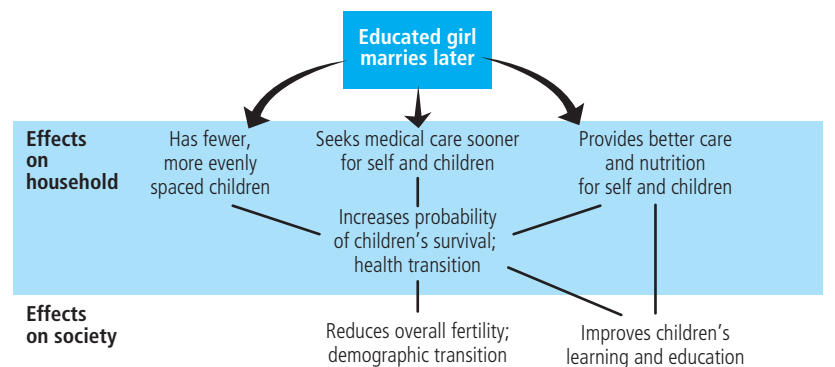 Educated girl
marries later
Effects
on
household
Has fewer,
more evenly
spaced children
Seeks medical care sooner
for self and children
Provides better care
and nutrition
for self and children
Increases probability
of children’s survival;
health transition
Effects
on society
Reduces overall fertility;
demographic transition
Improves children’s
learning and education